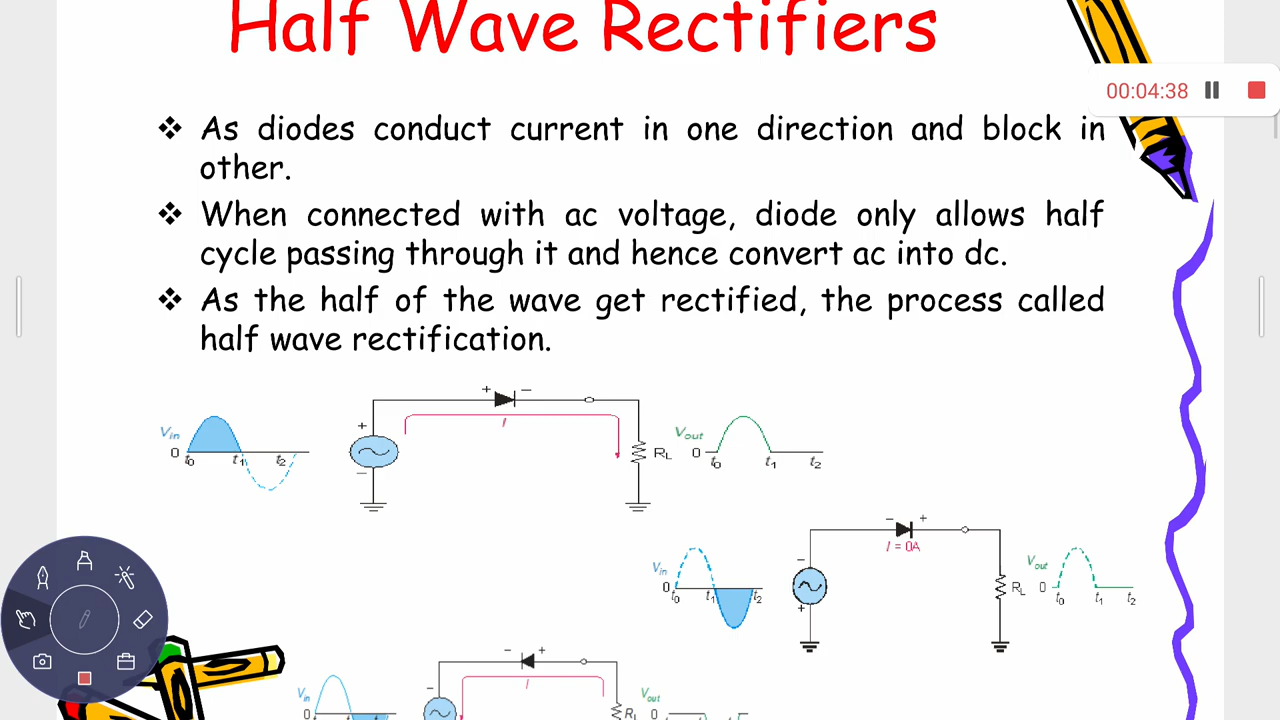 Half Wave Rectifiers
00:04:38
❖ As diodes conduct current in one direction and block in
other.
❖ When connected with ac voltage, diode only allows half
cycle passing through it and hence convert ac into dc.
❖ As the half of the wave get rectified, the process called
half wave rectification.
+ −
+
Vin
0
t0 t1 t2
−
I
RL
Vout
0
t0 t1 t2
− +
I = 0A
−
+
Vin
0
t0 t1 t2
RL
Vout
0
t0 t1 t2
− +
−
I
Vin
0
RL
Vout
0